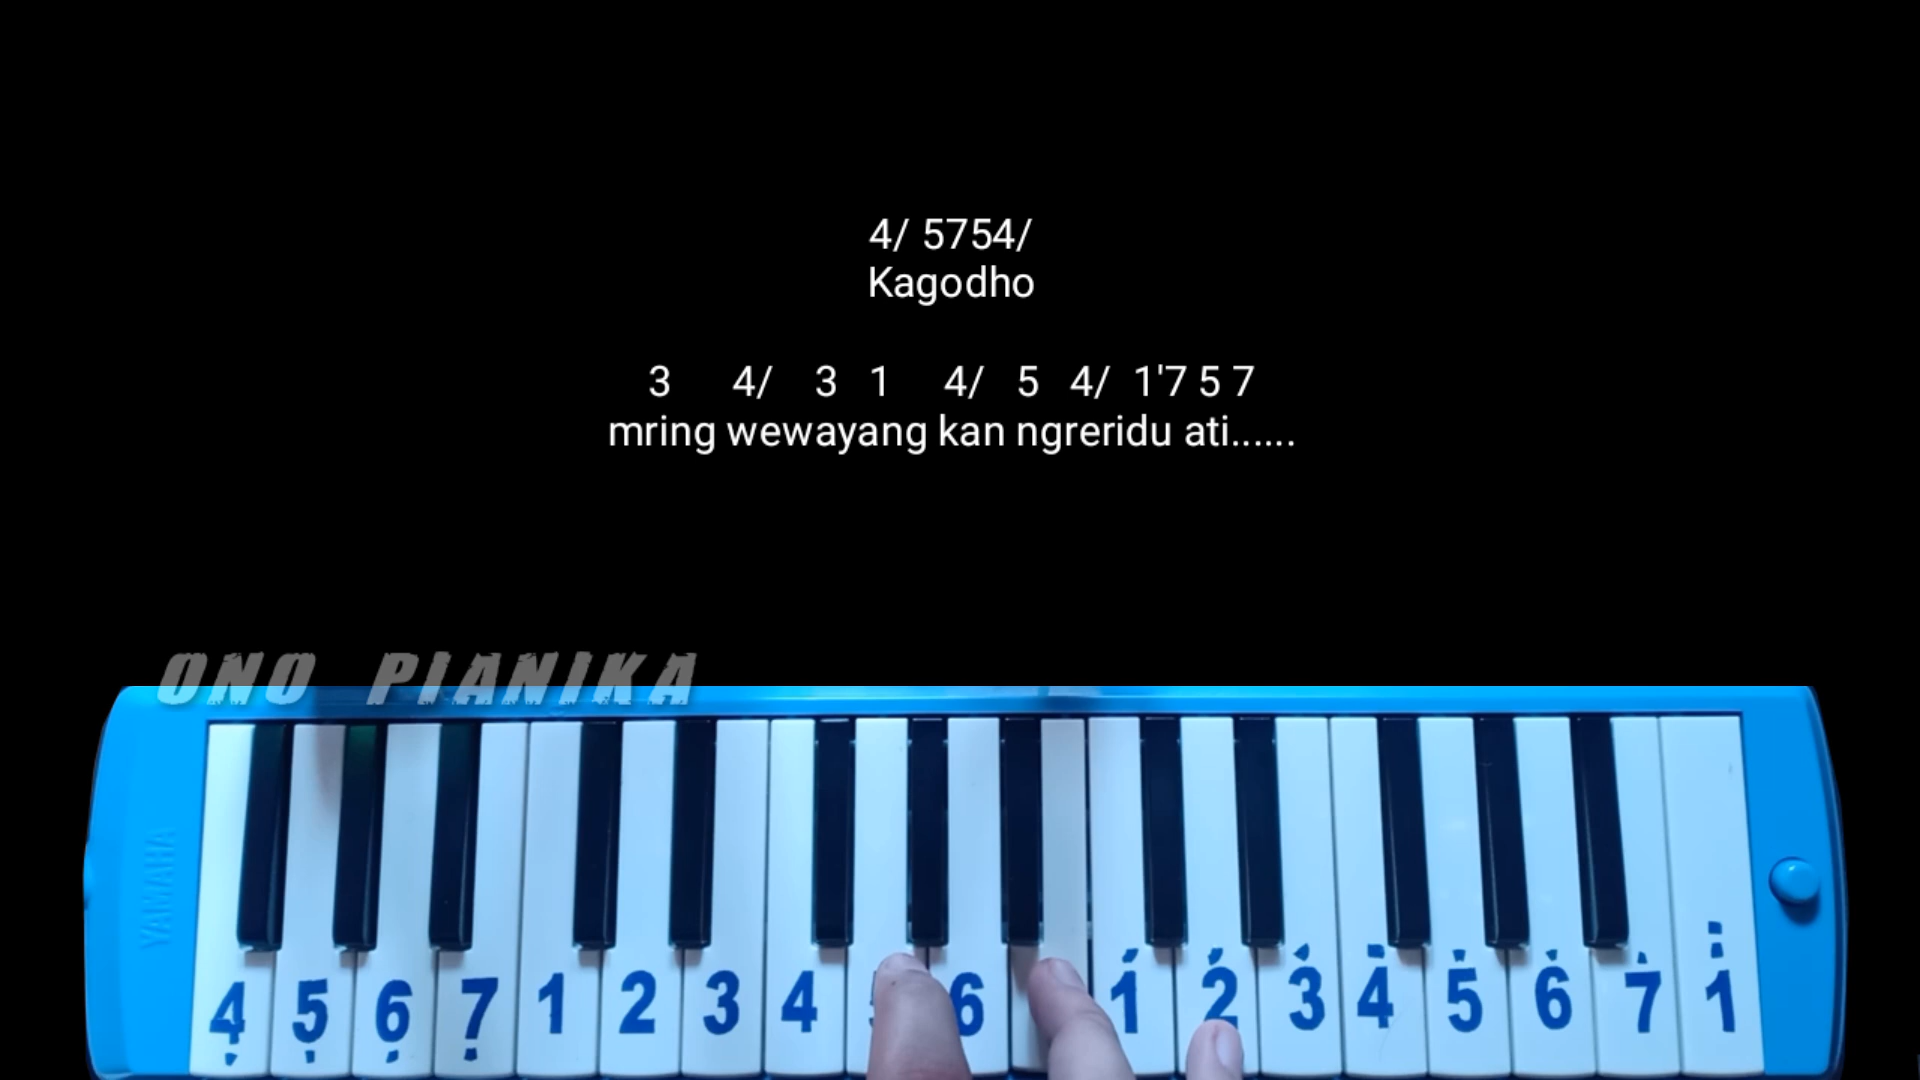 4/ 5754/
Kagodho
3 4/ 3 1 4/ 5 4/ 1'7 5 7
mring wewayang kan ngreridu ati......
ONO PIANIKA
YAMAHA
4 5 6 7 1 2 3 4 6 1 2 3 4 5 6 7 1